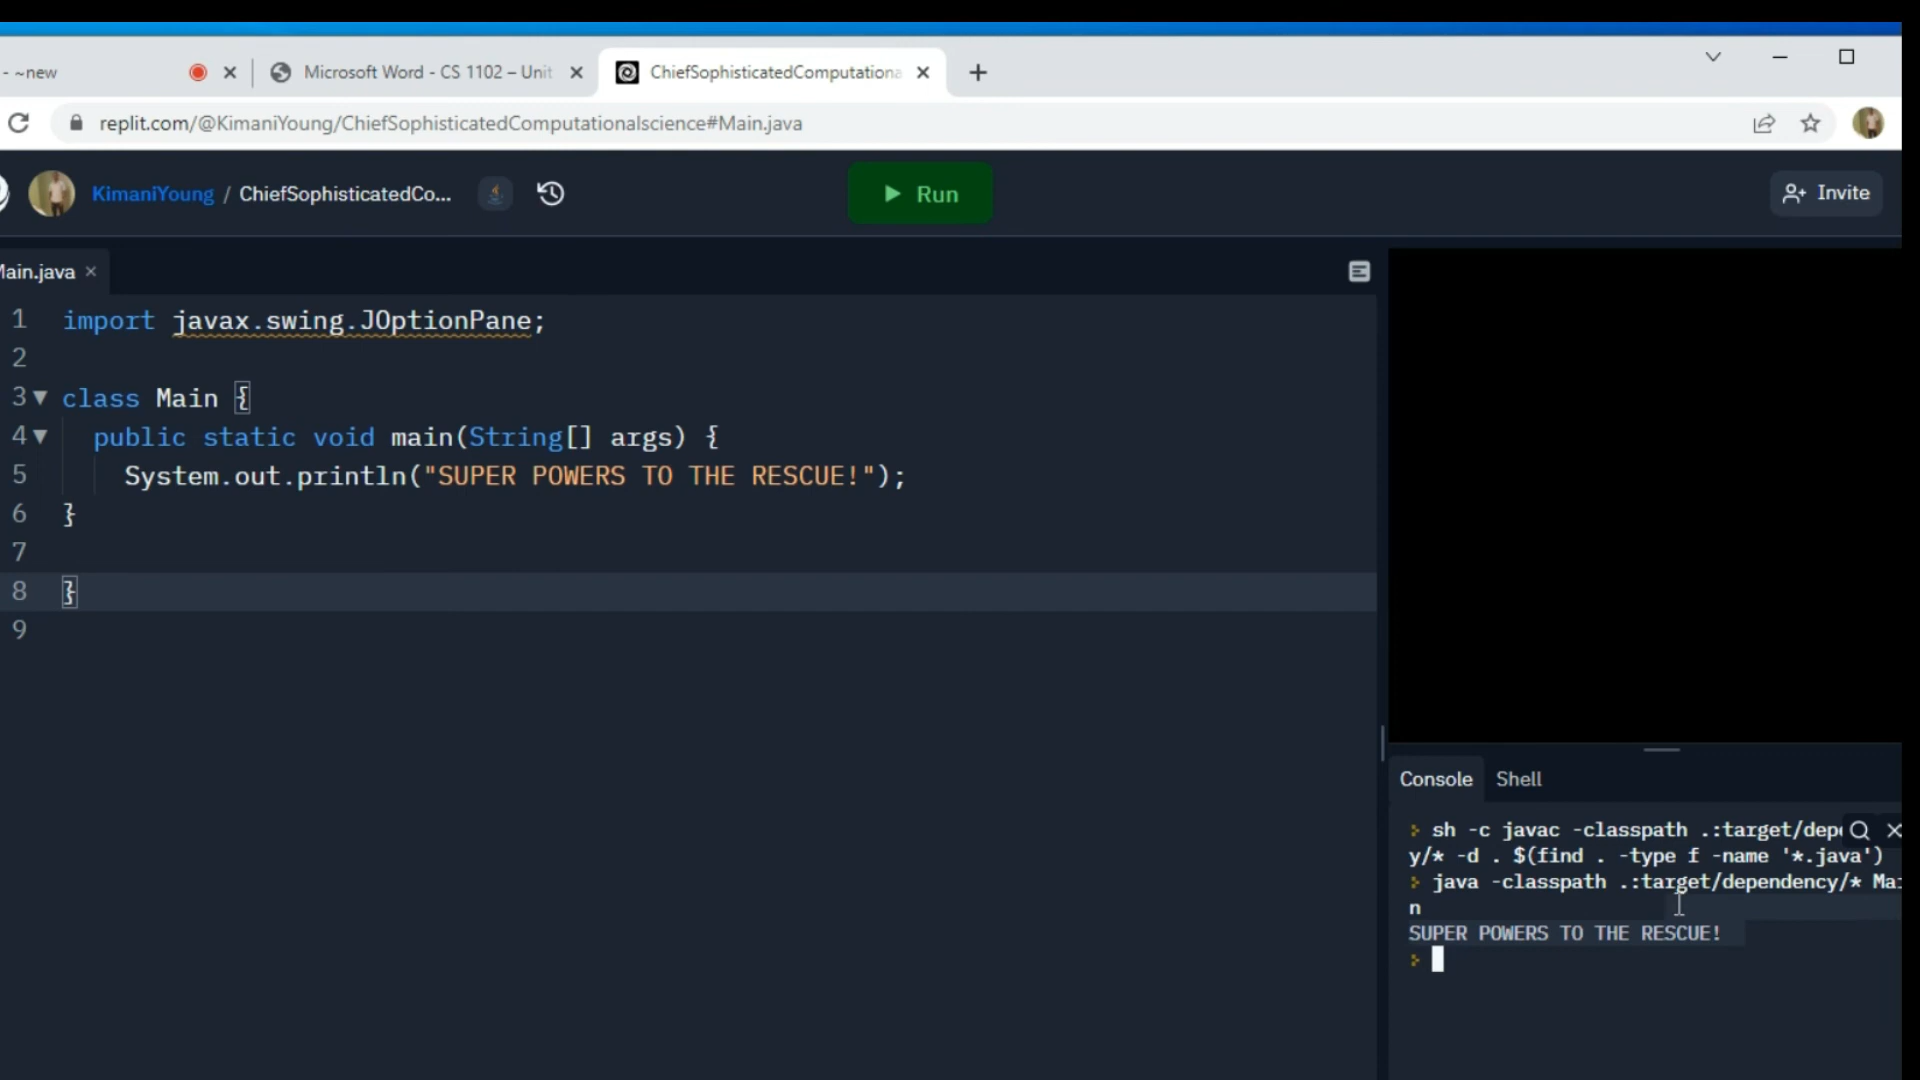 - ~new
Microsoft Word - CS 1102 – Unit
ChiefSophisticatedComputationa
replit.com/@KimaniYoung/ChiefSophisticatedComputationalscience#Main.java
KimaniYoung / ChiefSophisticatedCo...
Run
Invite
Main.java
1 import javax.swing.JOptionPane;
2
3 class Main {
4 public static void main(String[] args) {
5 System.out.println("SUPER POWERS TO THE RESCUE!");
6 }
7
8 }
9
Console Shell
sh -c javac -classpath .:target/depe
y/* -d . $(find . -type f -name '*.java')
java -classpath .:target/dependency/* Mai
n
SUPER POWERS TO THE RESCUE!